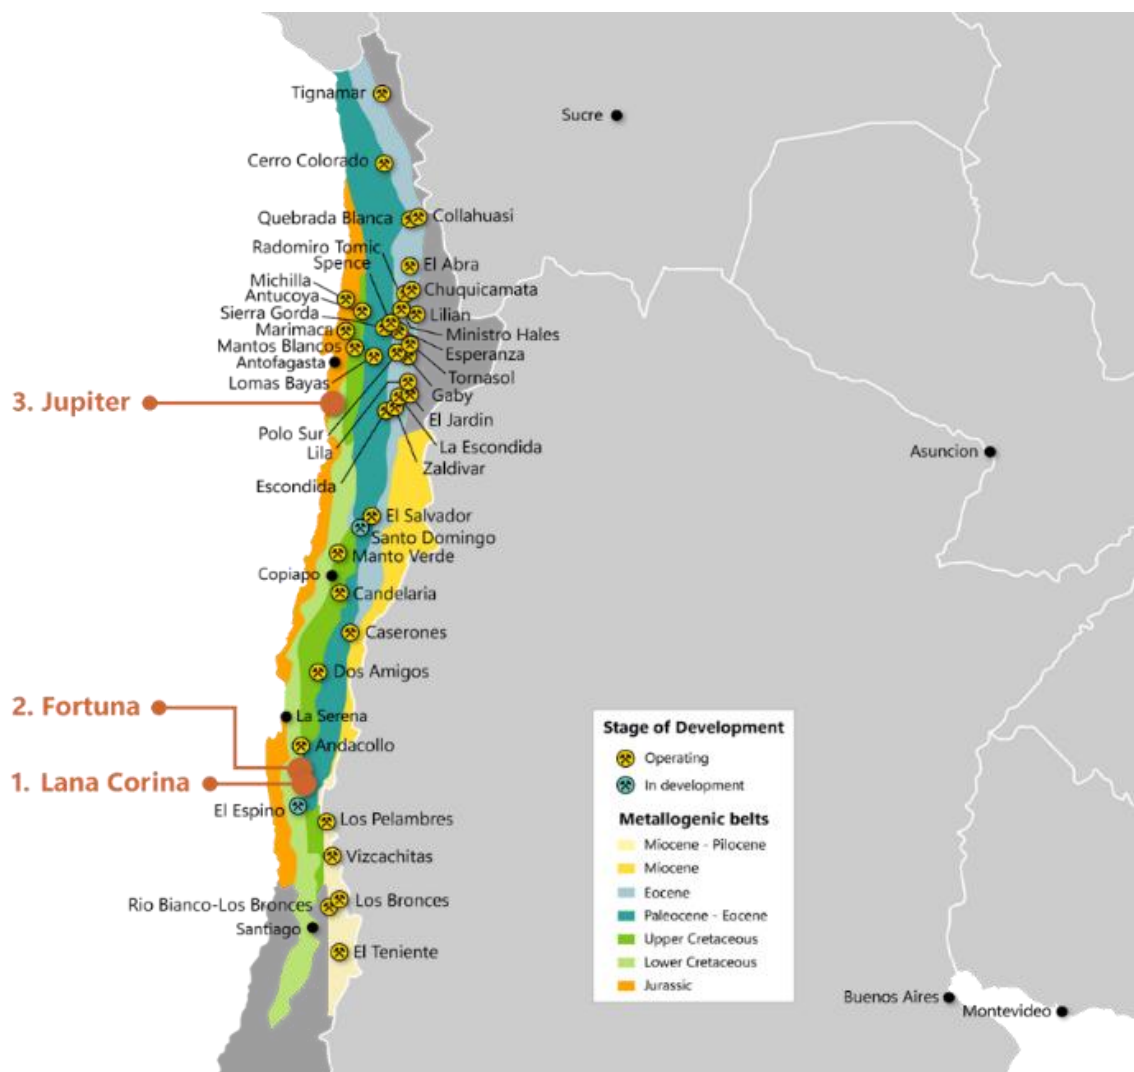 Tignamar
Sucre
Cerro Colorado
Quebrada Blanca
Collahuasi
Radomiro Tomic
Spence
El Abra
Michilla
Chuquicamata
Antucoya
Sierra Gorda
Lilian
Marimaca
Ministro Hales
Mantos Blancos
Esperanza
Antofagasta
Tornasol
Lomas Bayas
Gaby
3. Jupiter
El Jardin
Polo Sur
La Escondida
Lila
Zaldivar
Asuncion
Escondida
El Salvador
Santo Domingo
Manto Verde
Copiapo
Candelaria
Caserones
Dos Amigos
2. Fortuna
La Serena
Andacollo
1. Lana Corina
El Espino
Los Pelambres
Vizcachitas
Rio Bianco-Los Bronces
Los Bronces
Santiago
El Teniente
Stage of Development
Operating
In development
Metallogenic belts
Miocene - Pilocene
Miocene
Eocene
Paleocene - Eocene
Upper Cretaceous
Lower Cretaceous
Jurassic
Buenos Aires
Montevideo